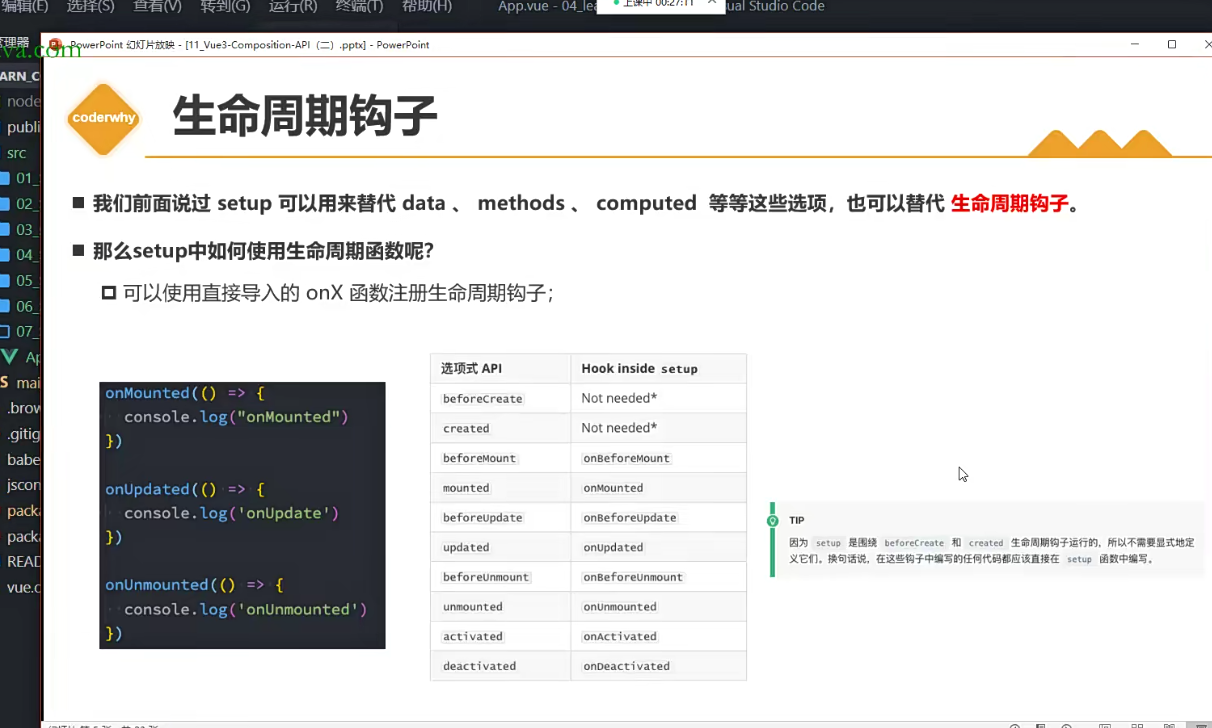 编辑(E) 选择(S) 查看(V) 转到(G) 运行(R) 终端(T) 帮助(H) App.vue - 04_lea 上课中 00:27:11 ual Studio Code
管理器
va.com
PowerPoint 幻灯片放映 - [11_Vue3-Composition-API（二）.pptx] - PowerPoint
ARN_C
node
publi
src
01_
02_
03_
04_
05_
06_
07_
Ap
mai
.brow
.gitig
babe
jscon
packa
packa
READ
vue.c
coderwhy
生命周期钩子
我们前面说过 setup 可以用来替代 data 、 methods 、 computed 等等这些选项，也可以替代 生命周期钩子。
那么setup中如何使用生命周期函数呢？
可以使用直接导入的 onX 函数注册生命周期钩子；
onMounted(() => {
console.log("onMounted")
})
onUpdated(() => {
console.log('onUpdate')
})
onUnmounted(() => {
console.log('onUnmounted')
})
选项式 API Hook inside setup
beforeCreate Not needed*
created Not needed*
beforeMount onBeforeMount
mounted onMounted
beforeUpdate onBeforeUpdate
updated onUpdated
beforeUnmount onBeforeUnmount
unmounted onUnmounted
activated onActivated
deactivated onDeactivated
TIP
因为 setup 是围绕 beforeCreate 和 created 生命周期钩子运行的，所以不需要显式地定
义它们。换句话说，在这些钩子中编写的任何代码都应该直接在 setup 函数中编写。